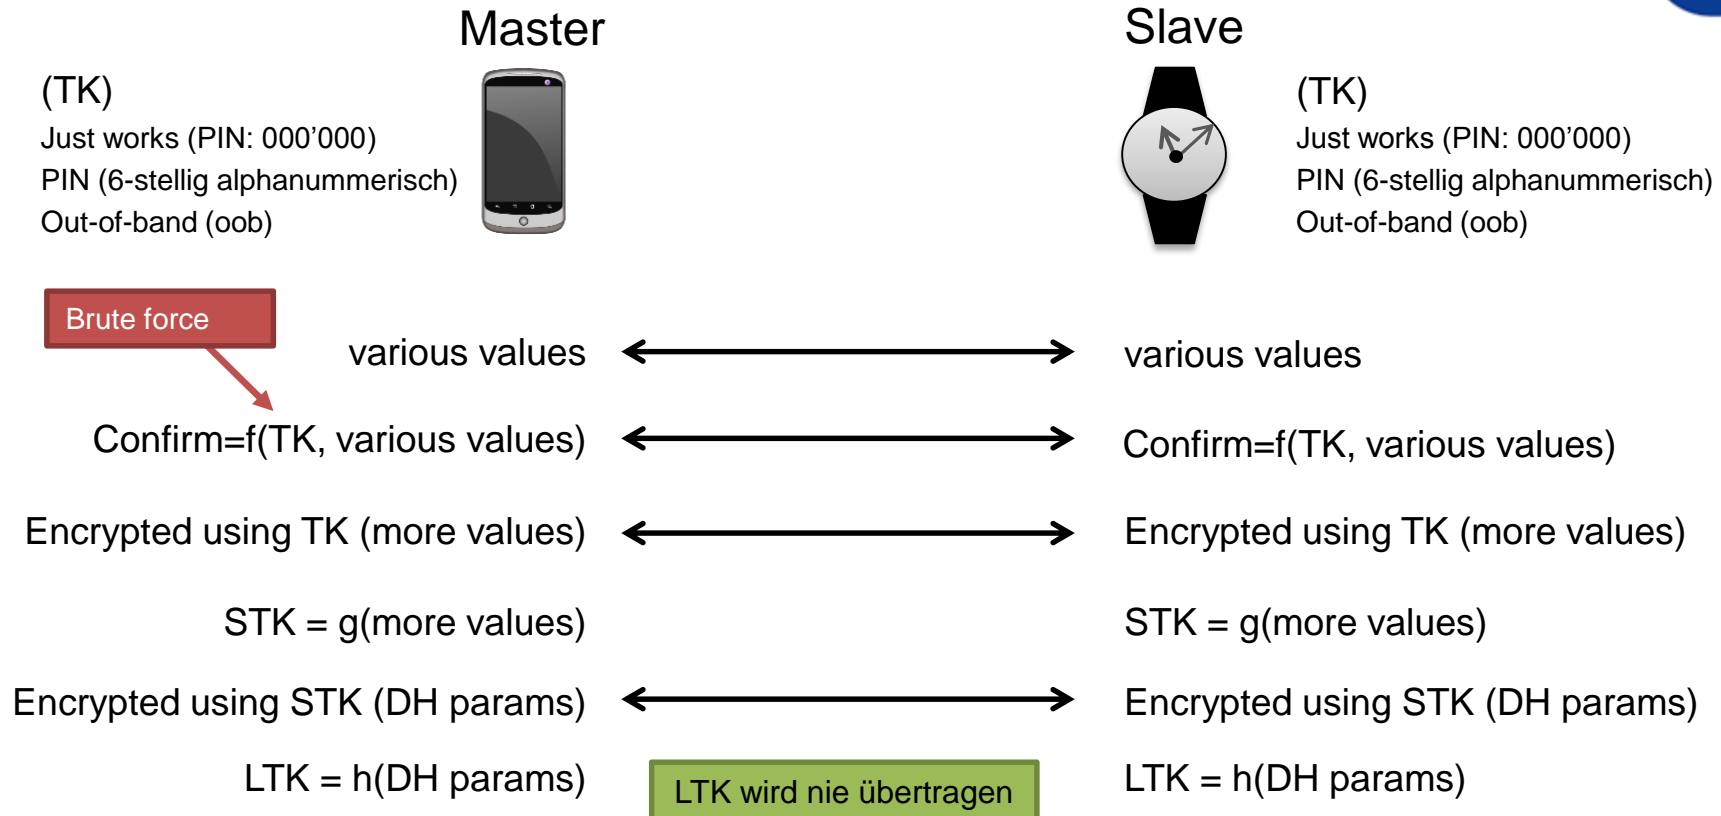 Master
Slave
(TK)
Just works (PIN: 000’000)
PIN (6-stellig alphanummerisch)
Out-of-band (oob)
(TK)
Just works (PIN: 000’000)
PIN (6-stellig alphanummerisch)
Out-of-band (oob)
Brute force
various values
various values
Confirm=f(TK, various values)
Confirm=f(TK, various values)
Encrypted using TK (more values)
Encrypted using TK (more values)
STK = g(more values)
STK = g(more values)
Encrypted using STK (DH params)
Encrypted using STK (DH params)
LTK = h(DH params)
LTK wird nie übertragen
LTK = h(DH params)